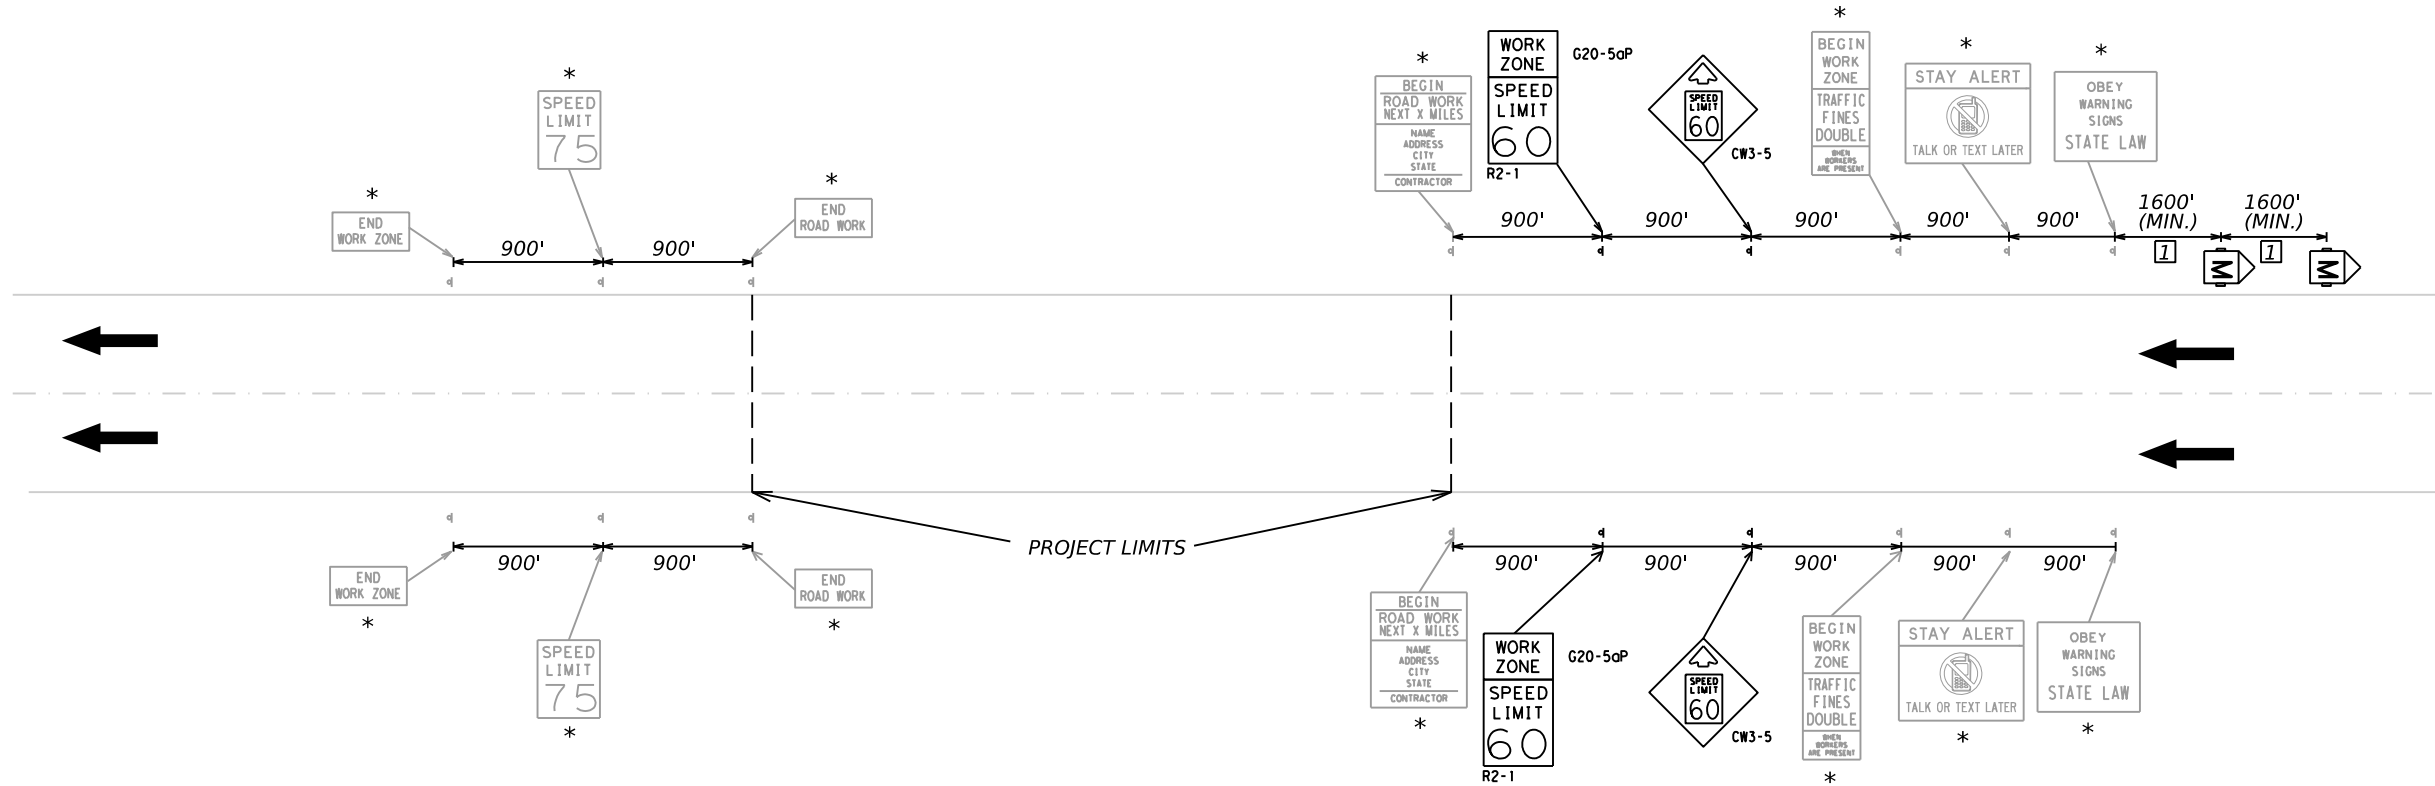 *
SPEED
LIMIT
75
*
END
WORK ZONE
*
END
ROAD WORK
900'
900'
*
BEGIN
ROAD WORK
NEXT X MILES
NAME
ADDRESS
CITY
STATE
CONTRACTOR
WORK
ZONE
SPEED
LIMIT
60
R2-1
G20-5aP
SPEED
LIMIT
60
CW3-5
*
BEGIN
WORK
ZONE
TRAFFIC
FINES
DOUBLE
WHEN
WORKERS
ARE PRESENT
*
STAY ALERT
TALK OR TEXT LATER
*
OBEY
WARNING
SIGNS
STATE LAW
900'
900'
900'
900'
900'
1600'
(MIN.)
1
1600'
(MIN.)
1
M
M
PROJECT LIMITS
900'
900'
END
WORK ZONE
*
SPEED
LIMIT
75
*
END
ROAD WORK
*
900'
900'
900'
900'
900'
BEGIN
ROAD WORK
NEXT X MILES
NAME
ADDRESS
CITY
STATE
CONTRACTOR
*
WORK
ZONE
SPEED
LIMIT
60
R2-1
G20-5aP
SPEED
LIMIT
60
CW3-5
BEGIN
WORK
ZONE
TRAFFIC
FINES
DOUBLE
WHEN
WORKERS
ARE PRESENT
*
STAY ALERT
TALK OR TEXT LATER
*
OBEY
WARNING
SIGNS
STATE LAW
*